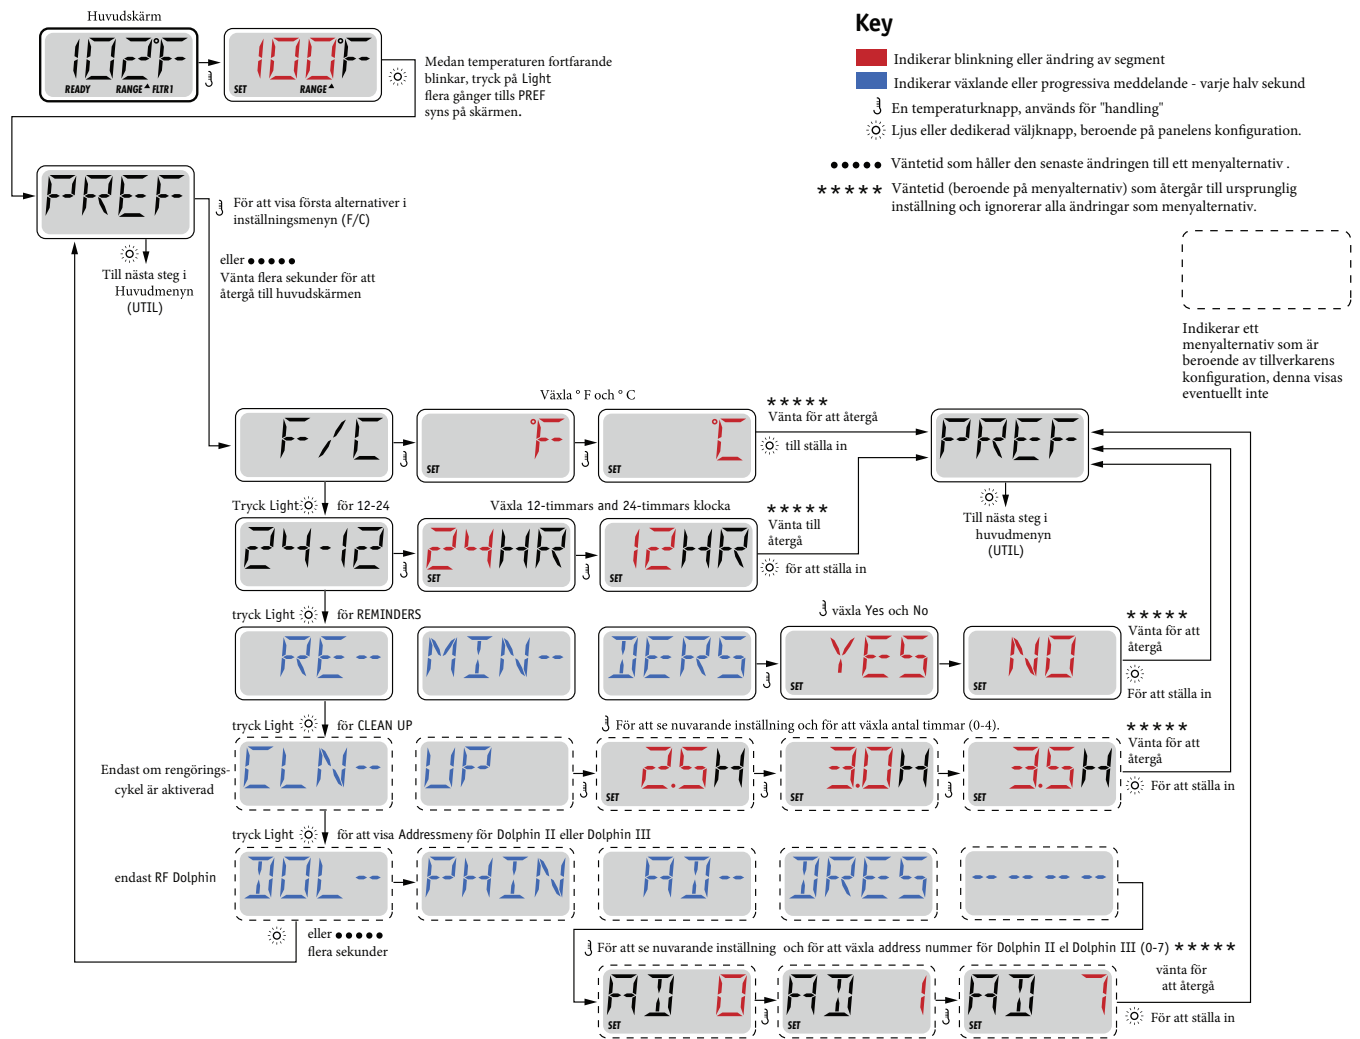 Huvudskärm
102°F
READY RANGE FLTR1
100°F
SET RANGE
Medan temperaturen fortfarande
blinkar, tryck på Light
flera gånger tills PREF
syns på skärmen.
Key
Indikerar blinkning eller ändring av segment
Indikerar växlande eller progressiva meddelande - varje halv sekund
En temperaturknapp, används för "handling"
Ljus eller dedikerad väljknapp, beroende på panelens konfiguration.
••••• Väntetid som håller den senaste ändringen till ett menyalternativ .
***** Väntetid (beroende på menyalternativ) som återgår till ursprunglig
inställning och ignorerar alla ändringar som menyalternativ.
Indikerar ett
menyalternativ som är
beroende av tillverkarens
konfiguration, denna visas
eventuellt inte
PREF
För att visa första alternativer i
inställningsmenyn (F/C)
eller •••••
Vänta flera sekunder för att
återgå till huvudskärmen
Till nästa steg i
Huvudmenyn
(UTIL)
Växla ° F och ° C
F/C
°F
SET
°C
SET
*****
Vänta för att återgå
till ställa in
PREF
Till nästa steg i
huvudmenyn
(UTIL)
Tryck Light för 12-24
Växla 12-timmars and 24-timmars klocka
24-12
24HR
SET
12HR
SET
*****
Vänta till
återgå
för att ställa in
tryck Light för REMINDERS
växla Yes och No
RE--
MIN--
DERS
YES
SET
NO
SET
*****
Vänta för att
återgå
För att ställa in
tryck Light för CLEAN UP
För att se nuvarande inställning och för att växla antal timmar (0-4).
Endast om rengörings-
cykel är aktiverad
CLN--
UP
2.5H
SET
3.0H
SET
3.5H
SET
*****
Vänta för att
återgå
För att ställa in
tryck Light för att visa Addressmeny för Dolphin II eller Dolphin III
endast RF Dolphin
DOL--
PHIN
AD--
DRES
-- -- -- --
eller •••••
flera sekunder
För att se nuvarande inställning och för att växla address nummer för Dolphin II el Dolphin III (0-7) *****
AD 0
SET
AD 1
SET
AD 7
SET
vänta för
att återgå
För att ställa in